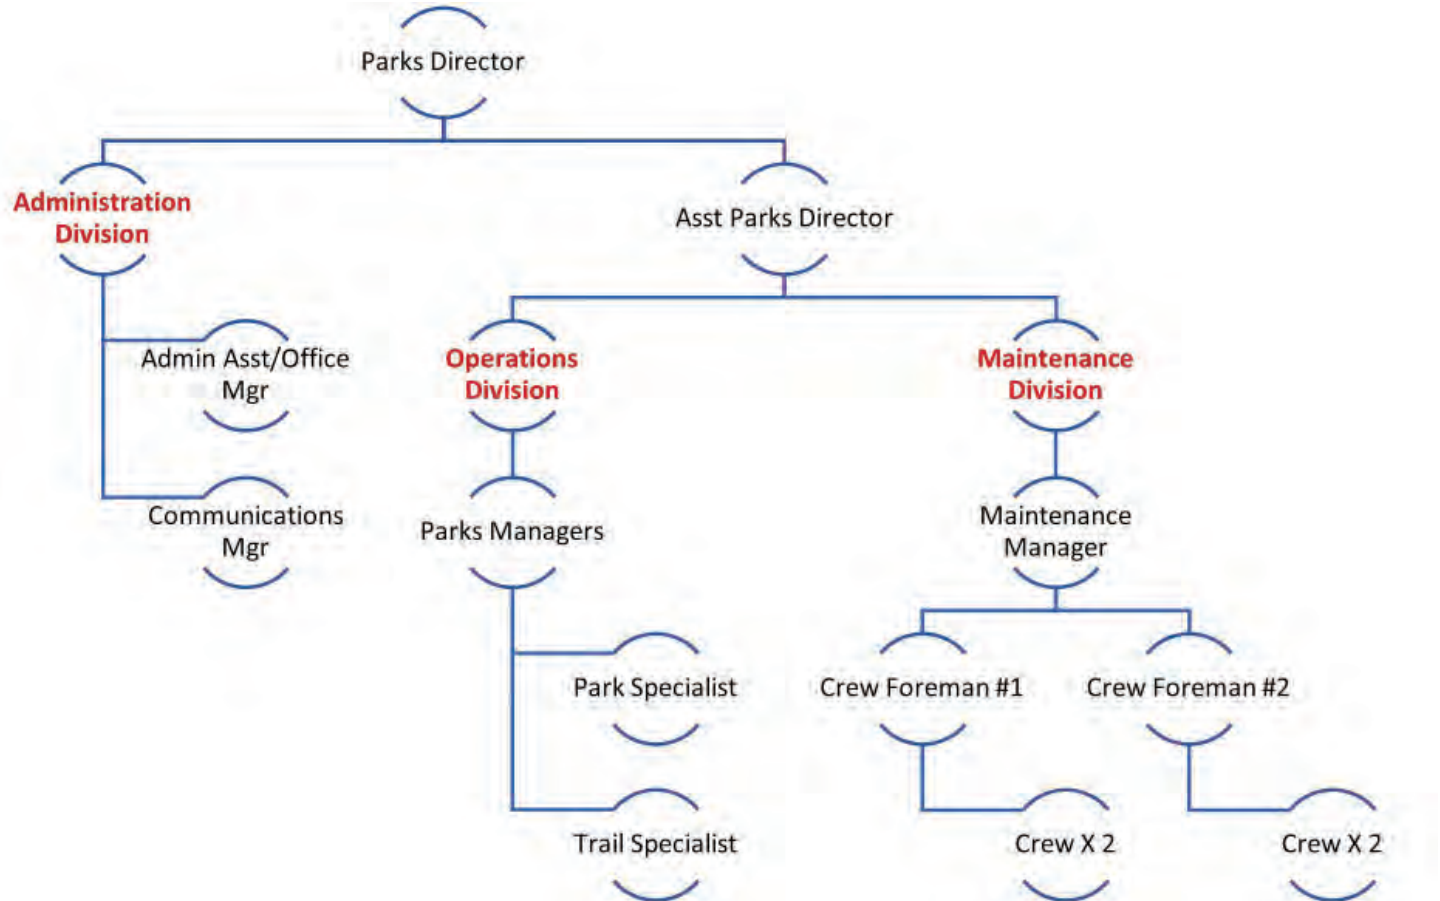 Parks Director
Administration
Division
Asst Parks Director
Admin Asst/Office
Mgr
Operations
Division
Maintenance
Division
Communications
Mgr
Parks Managers
Maintenance
Manager
Park Specialist
Crew Foreman #1
Crew Foreman #2
Trail Specialist
Crew X 2
Crew X 2